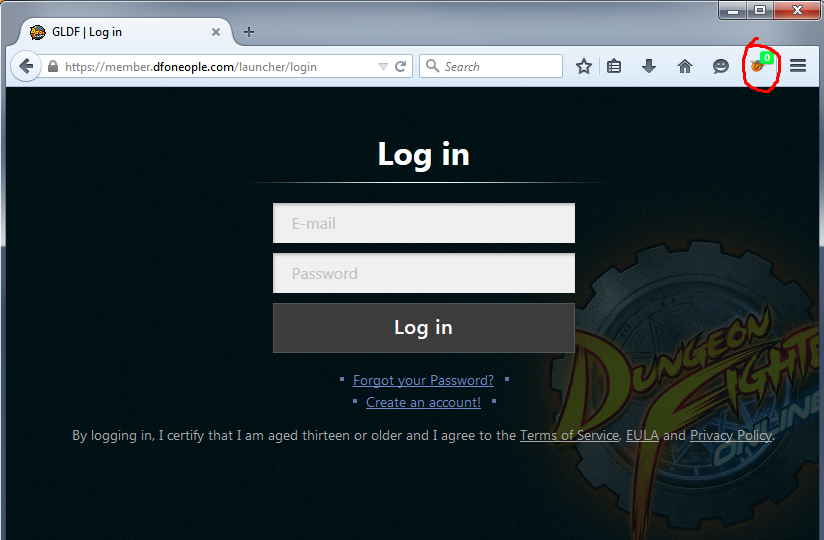 GLDF | Log in
https://member.dfoneople.com/launcher/login
Search
0
Log in
E-mail
Password
Log in
Forgot your Password?
Create an account!
By logging in, I certify that I am aged thirteen or older and I agree to the Terms of Service, EULA and Privacy Policy.
DUNGEON
FIGHTE
ONLINE